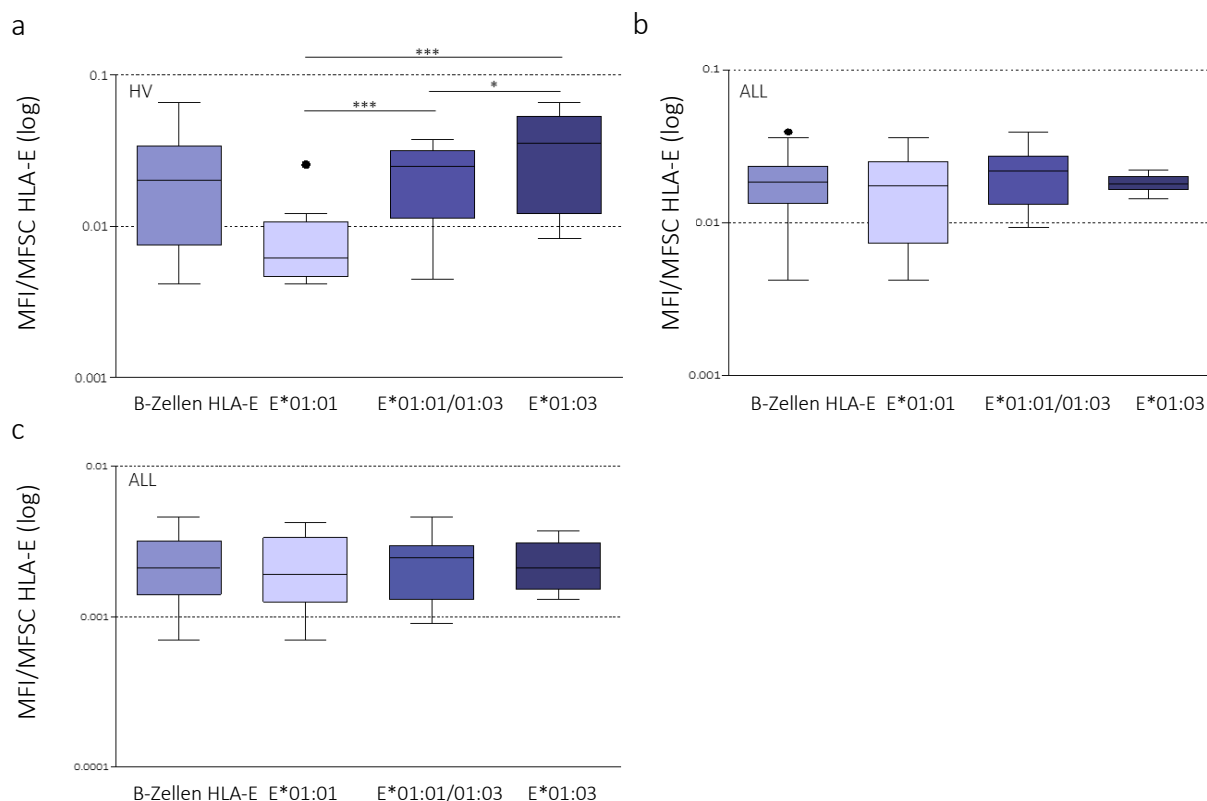 a
MFI/MFSC HLA-E (log)
0.1
0.01
0.001
HV
***
***
*
B-Zellen HLA-E E*01:01 E*01:01/01:03 E*01:03
b
MFI/MFSC HLA-E (log)
0.1
0.01
0.001
ALL
B-Zellen HLA-E E*01:01 E*01:01/01:03 E*01:03
c
MFI/MFSC HLA-E (log)
0.01
0.001
0.0001
ALL
B-Zellen HLA-E E*01:01 E*01:01/01:03 E*01:03